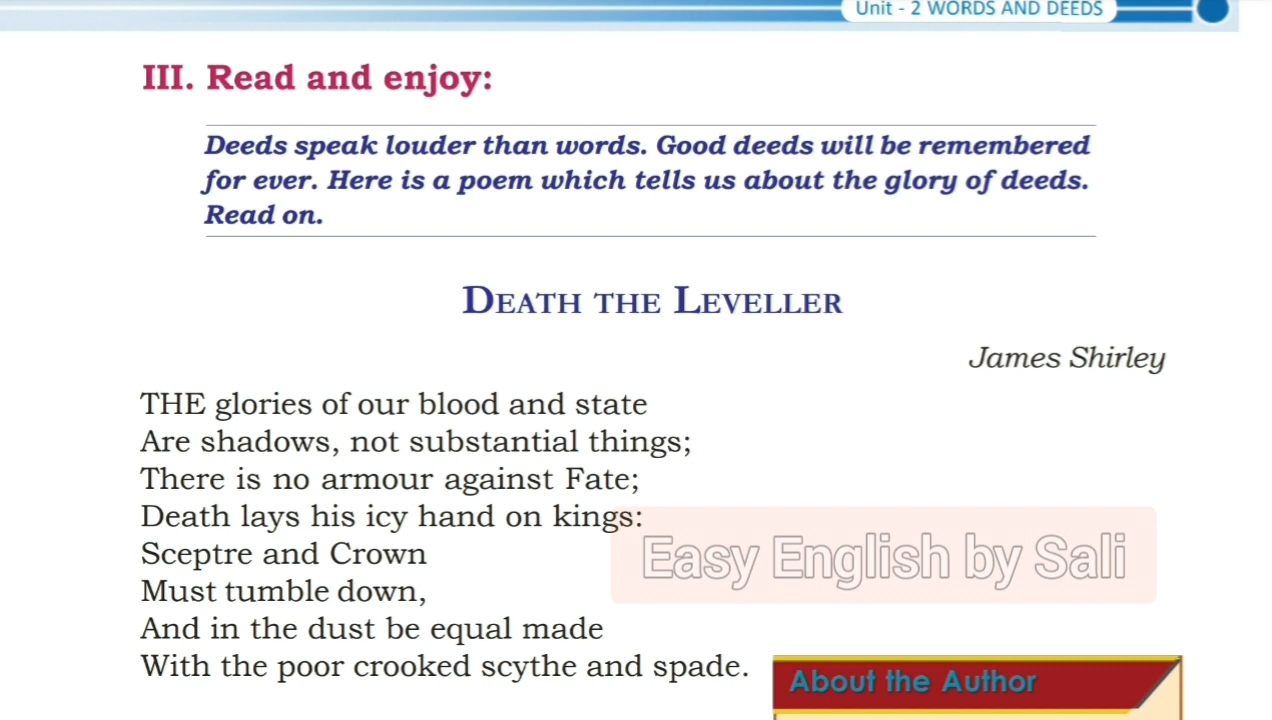 Unit - 2 WORDS AND DEEDS
III. Read and enjoy:
Deeds speak louder than words. Good deeds will be remembered
for ever. Here is a poem which tells us about the glory of deeds.
Read on.
DEATH THE LEVELLER
James Shirley
THE glories of our blood and state
Are shadows, not substantial things;
There is no armour against Fate;
Death lays his icy hand on kings:
Sceptre and Crown
Must tumble down,
And in the dust be equal made
With the poor crooked scythe and spade.
Easy English by Sali
About the Author